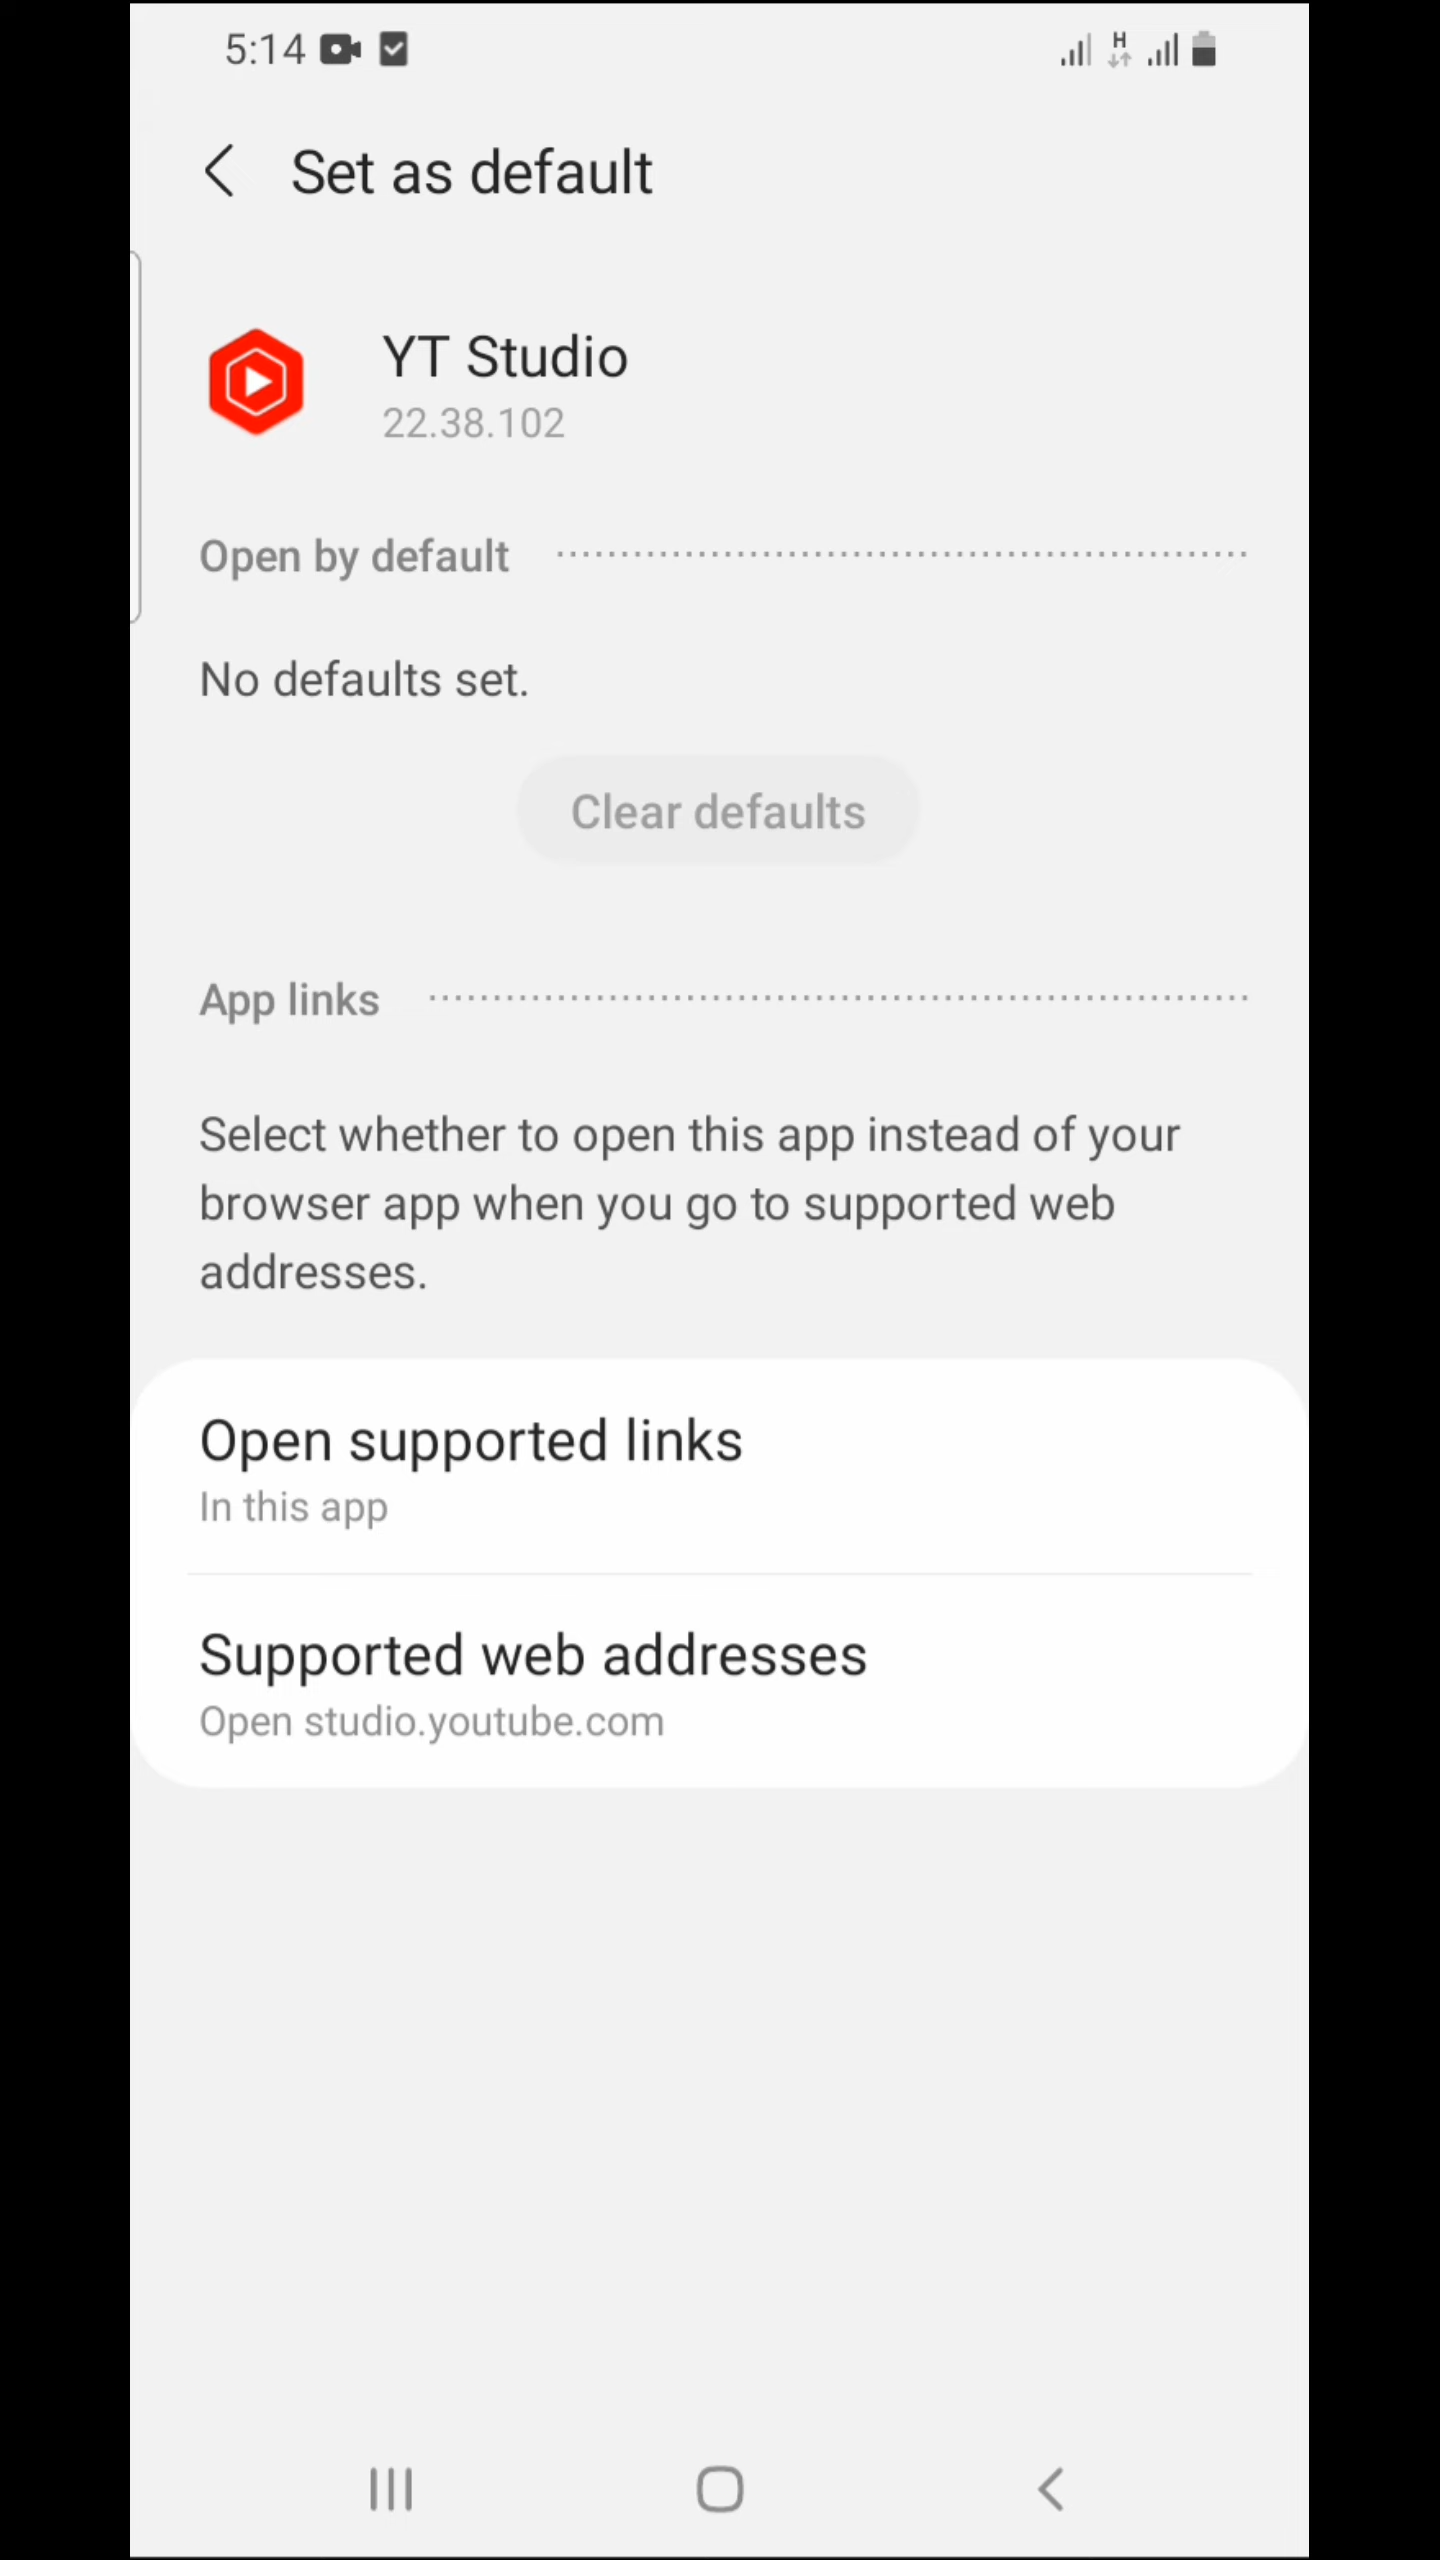 5:14
H
Set as default
YT Studio
22.38.102
Open by default
No defaults set.
Clear defaults
App links
Select whether to open this app instead of your
browser app when you go to supported web
addresses.
Open supported links
In this app
Supported web addresses
Open studio.youtube.com